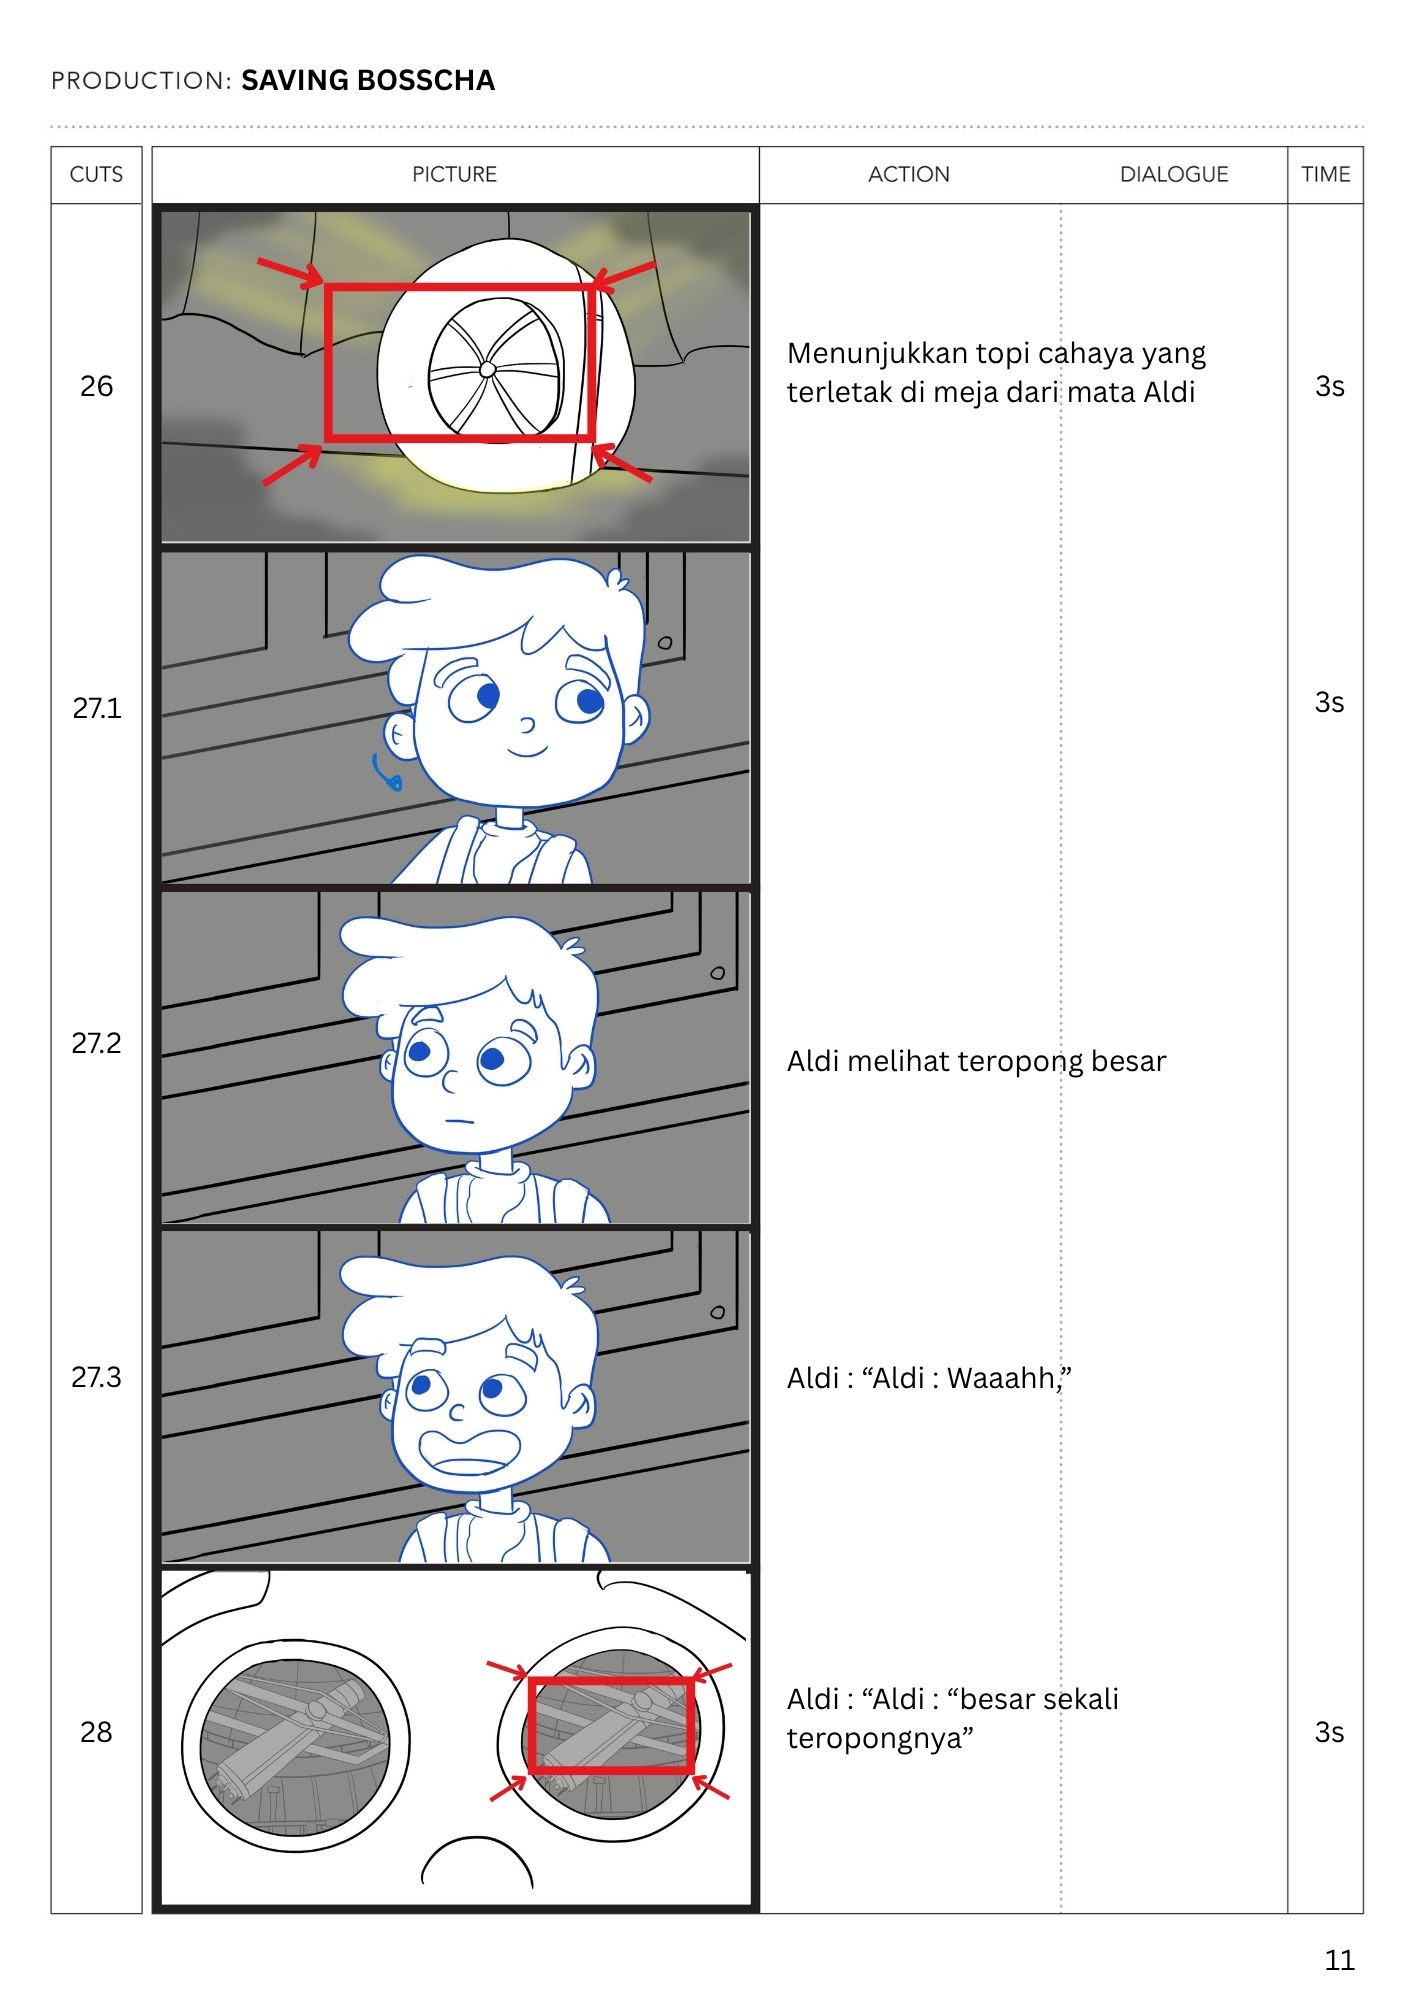 PRODUCTION: SAVING BOSSCHA
CUTS PICTURE ACTION DIALOGUE TIME
26
Menunjukkan topi cahaya yang
terletak di meja dari mata Aldi
3s
27.1
3s
27.2
Aldi melihat teropong besar
27.3
Aldi : “Aldi : Waaahh,”
28
Aldi : “Aldi : “besar sekali
teropongnya”
3s
11